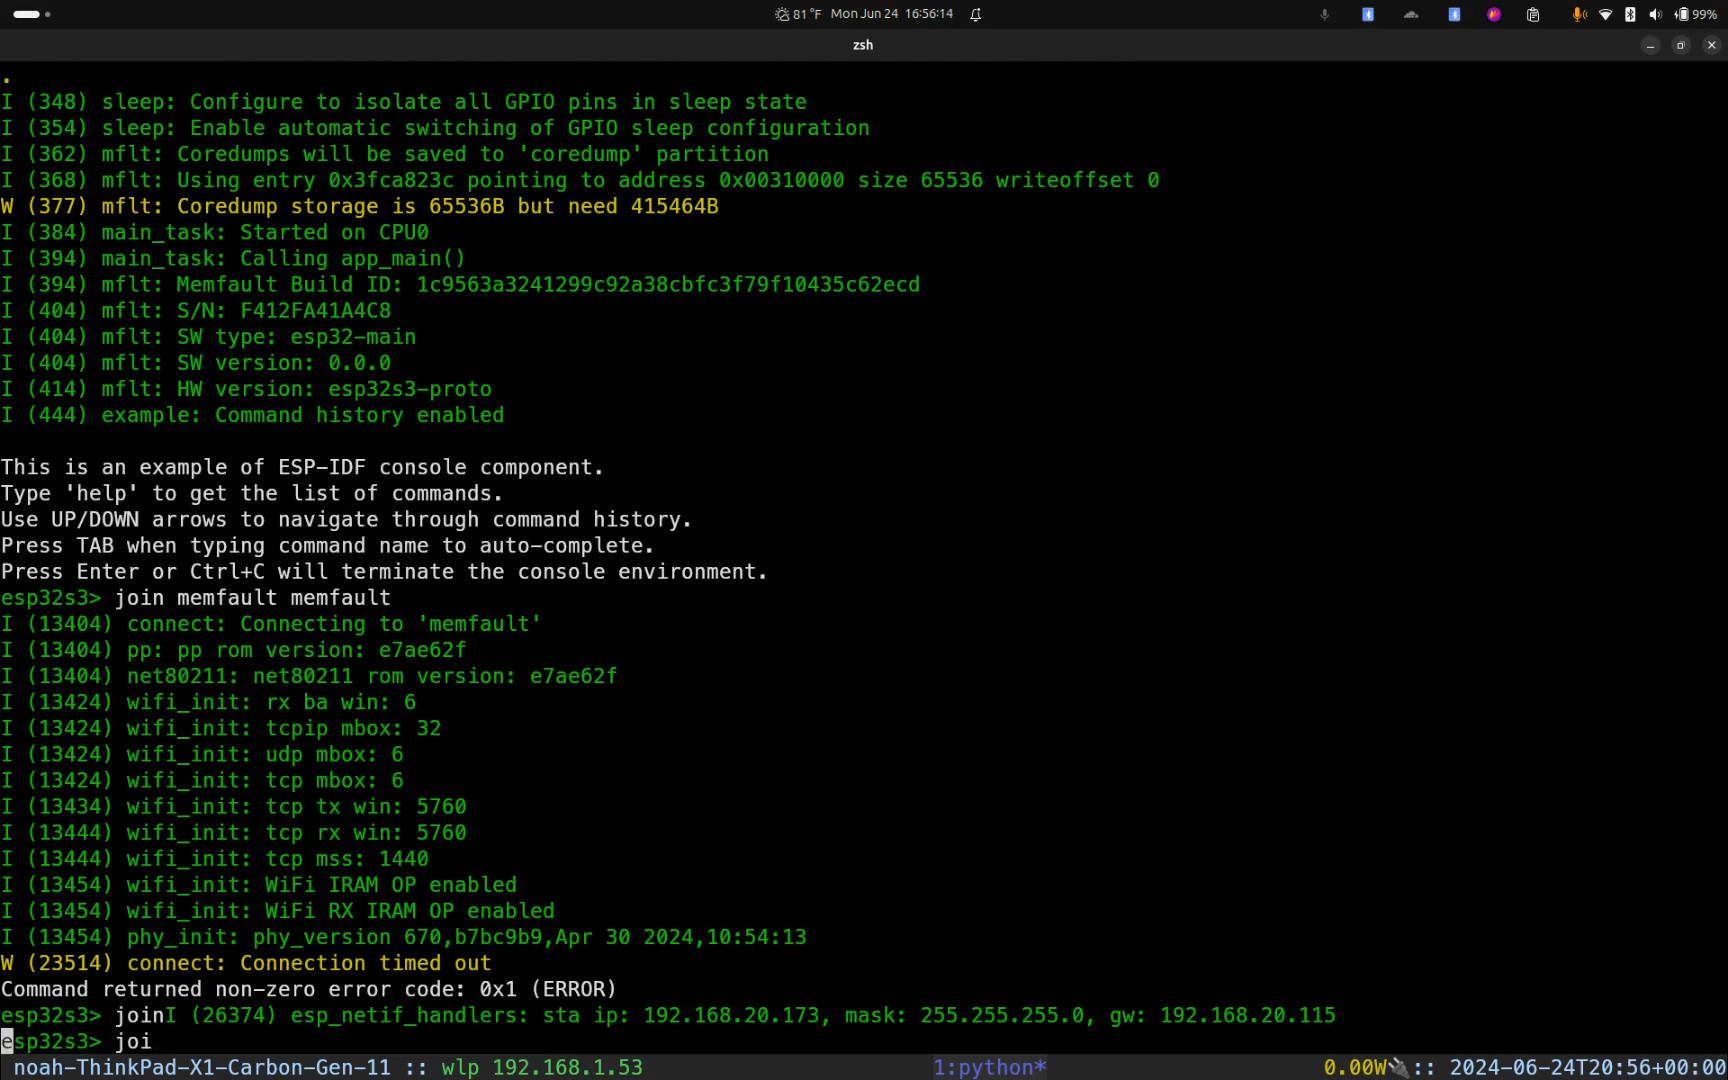 81 °F Mon Jun 24 16:56:14
99%
zsh
.
I (348) sleep: Configure to isolate all GPIO pins in sleep state
I (354) sleep: Enable automatic switching of GPIO sleep configuration
I (362) mflt: Coredumps will be saved to 'coredump' partition
I (368) mflt: Using entry 0x3fca823c pointing to address 0x00310000 size 65536 writeoffset 0
W (377) mflt: Coredump storage is 65536B but need 415464B
I (384) main_task: Started on CPU0
I (394) main_task: Calling app_main()
I (394) mflt: Memfault Build ID: 1c9563a3241299c92a38cbfc3f79f10435c62ecd
I (404) mflt: S/N: F412FA41A4C8
I (404) mflt: SW type: esp32-main
I (404) mflt: SW version: 0.0.0
I (414) mflt: HW version: esp32s3-proto
I (444) example: Command history enabled
This is an example of ESP-IDF console component.
Type 'help' to get the list of commands.
Use UP/DOWN arrows to navigate through command history.
Press TAB when typing command name to auto-complete.
Press Enter or Ctrl+C will terminate the console environment.
esp32s3> join memfault memfault
I (13404) connect: Connecting to 'memfault'
I (13404) pp: pp rom version: e7ae62f
I (13404) net80211: net80211 rom version: e7ae62f
I (13424) wifi_init: rx ba win: 6
I (13424) wifi_init: tcpip mbox: 32
I (13424) wifi_init: udp mbox: 6
I (13424) wifi_init: tcp mbox: 6
I (13434) wifi_init: tcp tx win: 5760
I (13444) wifi_init: tcp rx win: 5760
I (13444) wifi_init: tcp mss: 1440
I (13454) wifi_init: WiFi IRAM OP enabled
I (13454) wifi_init: WiFi RX IRAM OP enabled
I (13454) phy_init: phy_version 670,b7bc9b9,Apr 30 2024,10:54:13
W (23514) connect: Connection timed out
Command returned non-zero error code: 0x1 (ERROR)
esp32s3> joinI (26374) esp_netif_handlers: sta ip: 192.168.20.173, mask: 255.255.255.0, gw: 192.168.20.115
esp32s3> joi
noah-ThinkPad-X1-Carbon-Gen-11 :: wlp 192.168.1.53 1:python* 0.00W🔌:: 2024-06-24T20:56+00:00